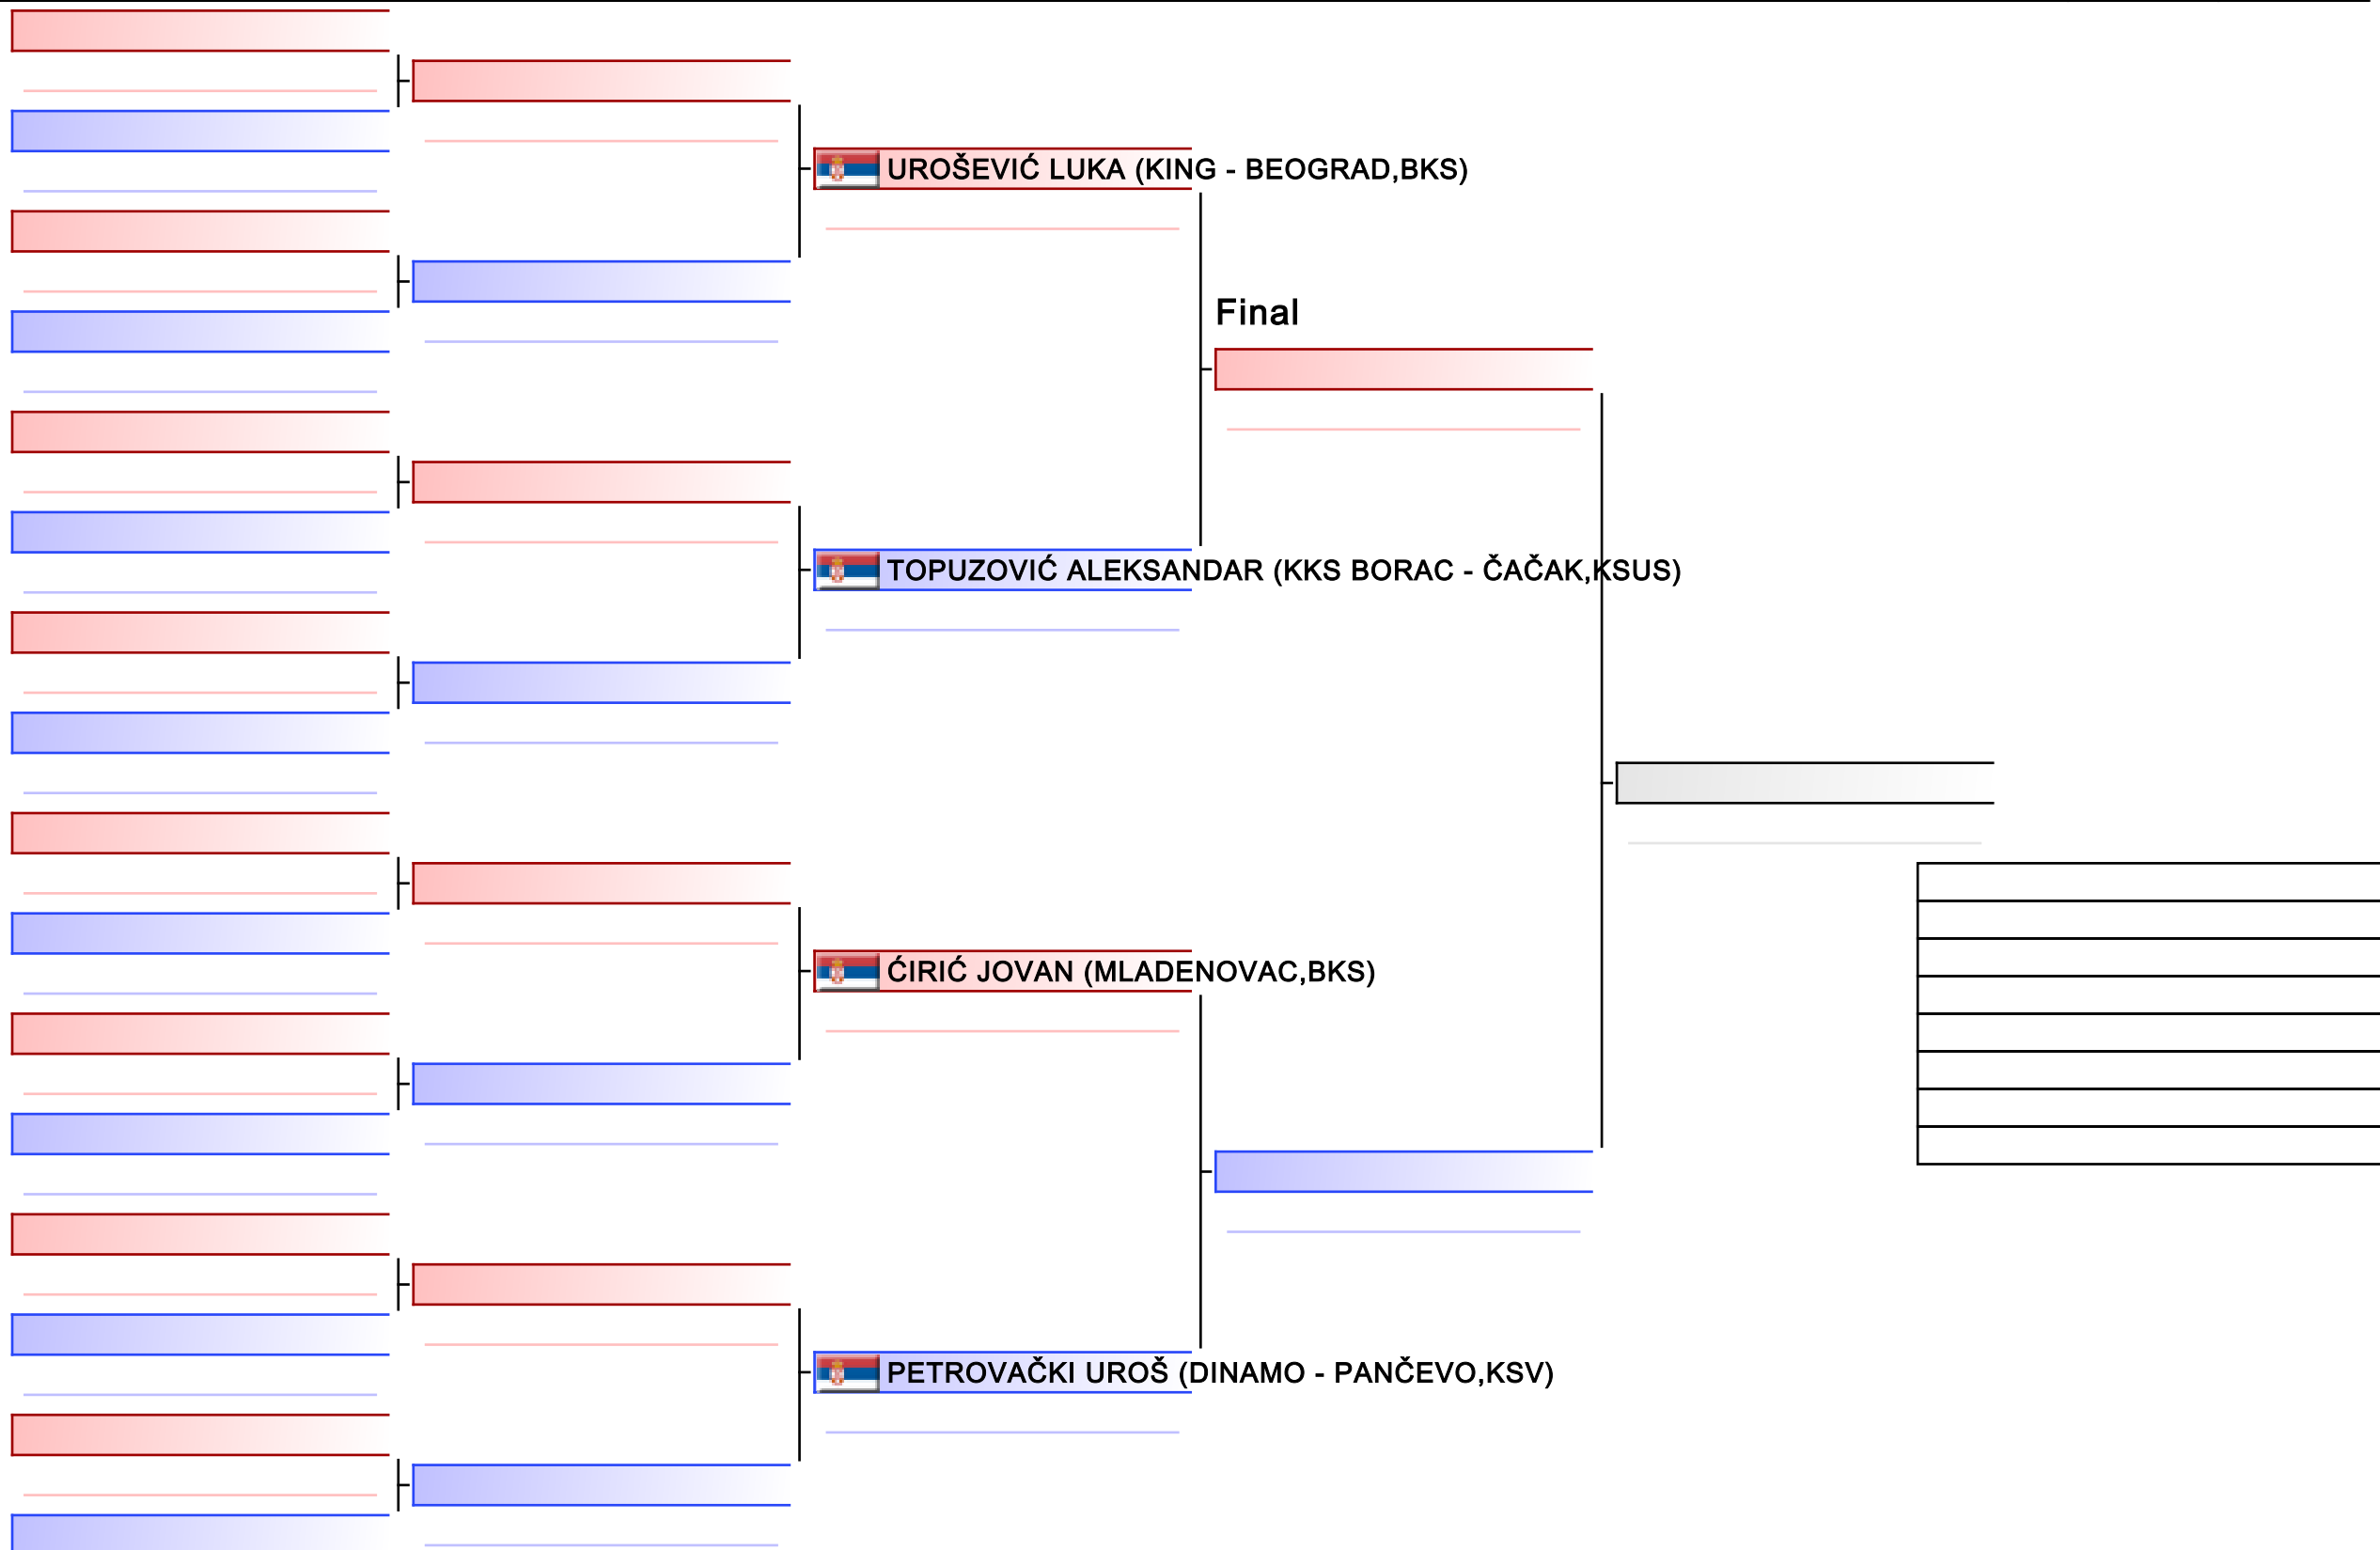 UROŠEVIĆ LUKA (KING - BEOGRAD,BKS)
Final
TOPUZOVIĆ ALEKSANDAR (KKS BORAC - ČAČAK,KSUS)
ĆIRIĆ JOVAN (MLADENOVAC,BKS)
PETROVAČKI UROŠ (DINAMO - PANČEVO,KSV)